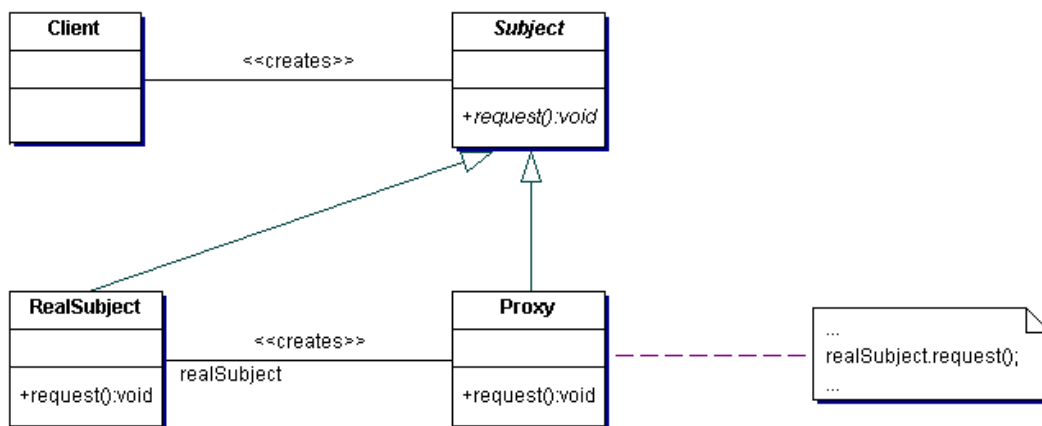 Client
<<creates>>
Subject
+request():void
RealSubject
+request():void
<<creates>>
realSubject
Proxy
+request():void
...
realSubject.request();
...